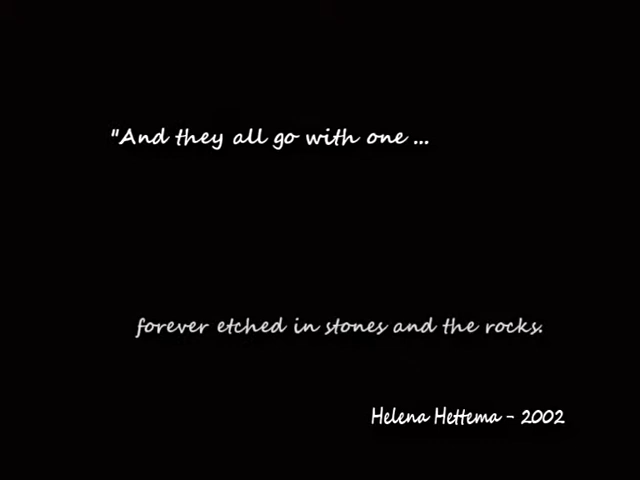 "And they all go with one ...
forever etched in stones and the rocks.
Helena Hettema - 2002